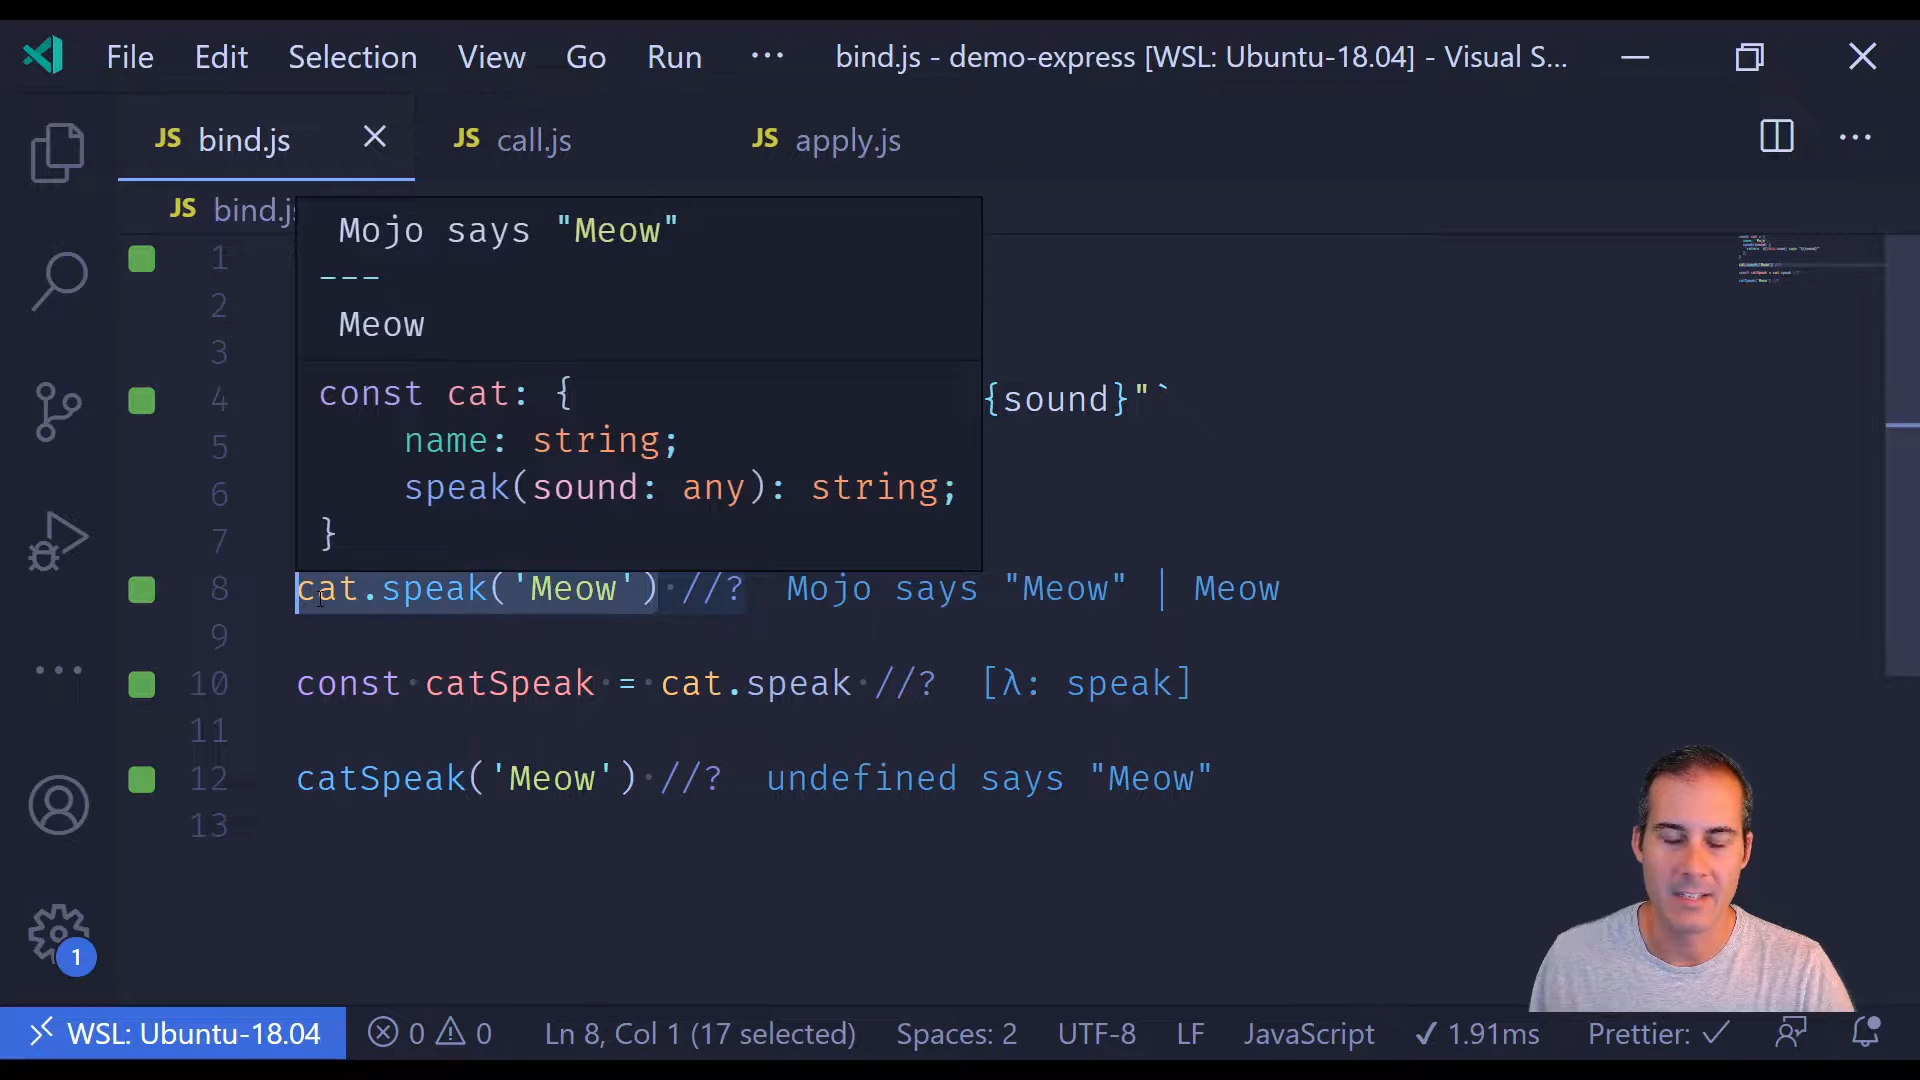 File Edit Selection View Go Run ··· bind.js - demo-express [WSL: Ubuntu-18.04] - Visual S...
JS bind.js JS call.js JS apply.js
JS bind.js
Mojo says "Meow"
---
Meow
const cat: {
name: string;
speak(sound: any): string;
}
1
2
3
4 {sound}"`
5
6
7
8 cat.speak('Meow') //? Mojo says "Meow" | Meow
9
10 const catSpeak = cat.speak //? [λ: speak]
11
12 catSpeak('Meow') //? undefined says "Meow"
13
1
WSL: Ubuntu-18.04 0 0 Ln 8, Col 1 (17 selected) Spaces: 2 UTF-8 LF JavaScript ✓ 1.91ms Prettier: ✓